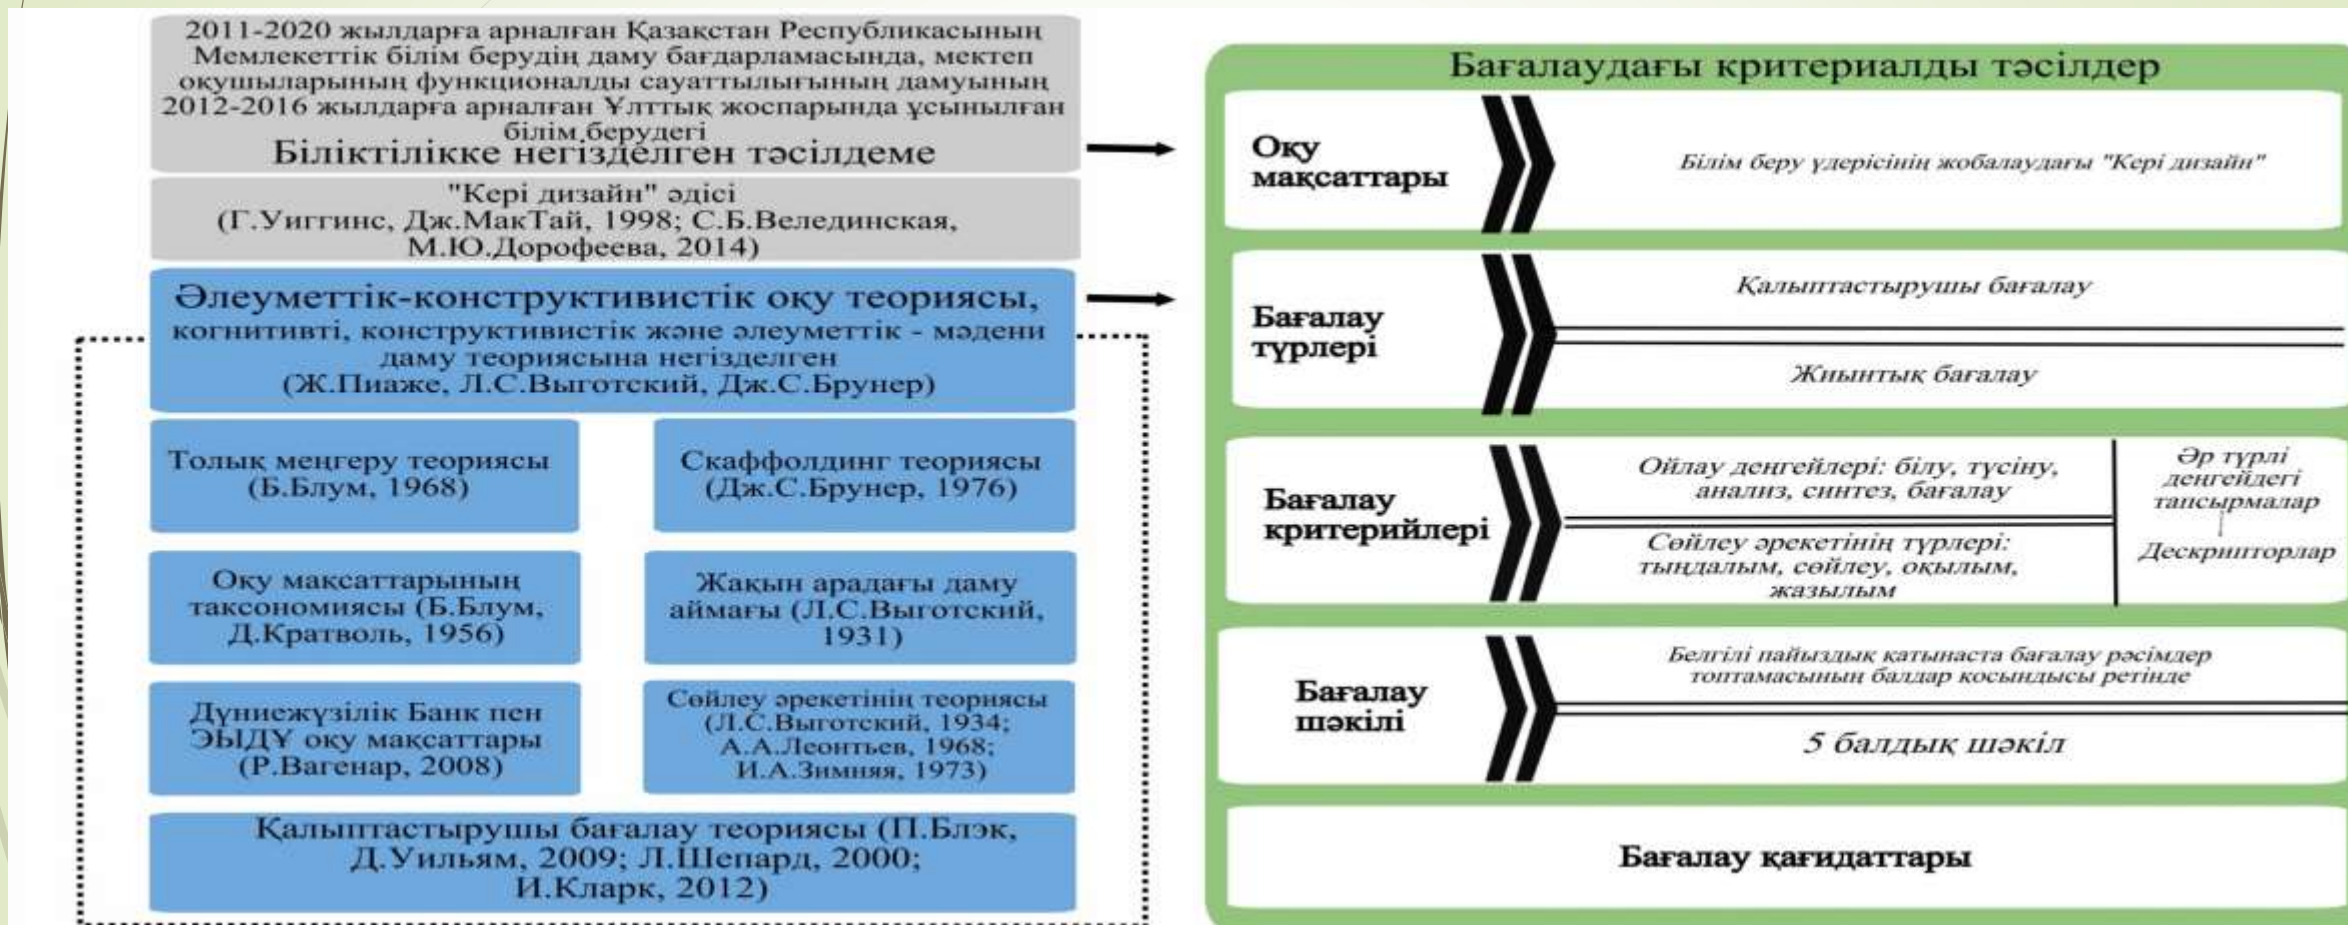 2011-2020 жылдарға арналған Қазақстан Республикасының
Мемлекеттік білім берудің даму бағдарламасында, мектеп
оқушыларының функционалды сауаттылығының дамуының
2012-2016 жылдарға арналған Ұлттық жоспарында ұсынылған
білім берудегі
Біліктілікке негізделген тәсілдеме
"Кері дизайн" әдісі
(Г.Уиггинс, Дж.МакТай, 1998; С.Б.Велединская,
М.Ю.Дорофеева, 2014)
Әлеуметтік-конструктивистік оқу теориясы,
когнитивті, конструктивистік және әлеуметтік - мәдени
даму теориясына негізделген
(Ж.Пиаже, Л.С.Выготский, Дж.С.Брунер)
Толық меңгеру теориясы
(Б.Блум, 1968)
Скаффолдинг теориясы
(Дж.С.Брунер, 1976)
Оқу мақсаттарының
таксономиясы (Б.Блум,
Д.Кратволь, 1956)
Жақын арадағы даму
аймағы (Л.С.Выготский,
1931)
Дүниежүзілік Банк пен
ЭЫДҰ оқу мақсаттары
(Р.Вагенар, 2008)
Сөйлеу әрекетінің теориясы
(Л.С.Выготский, 1934;
А.А.Леонтьев, 1968;
И.А.Зимняя, 1973)
Қалыптастырушы бағалау теориясы (П.Блэк,
Д.Уильям, 2009; Л.Шепард, 2000;
И.Кларк, 2012)
Бағалаудағы критериалды тәсілдер
Оқу
мақсаттары
Білім беру үдерісінің жобалаудағы "Кері дизайн"
Бағалау
түрлері
Қалыптастырушы бағалау
Жиынтық бағалау
Бағалау
критерийлері
Ойлау деңгейлері: білу, түсіну,
анализ, синтез, бағалау
Сөйлеу әрекетінің түрлері:
тыңдалым, сөйлеу, оқылым,
жазылым
Әр түрлі
деңгейдегі
тапсырмалар
Дескрипторлар
Бағалау
шәкілі
Белгілі пайыздық қатынаста бағалау рәсімдер
топтамасының балдар қосындысы ретінде
5 балдық шәкіл
Бағалау қағидаттары